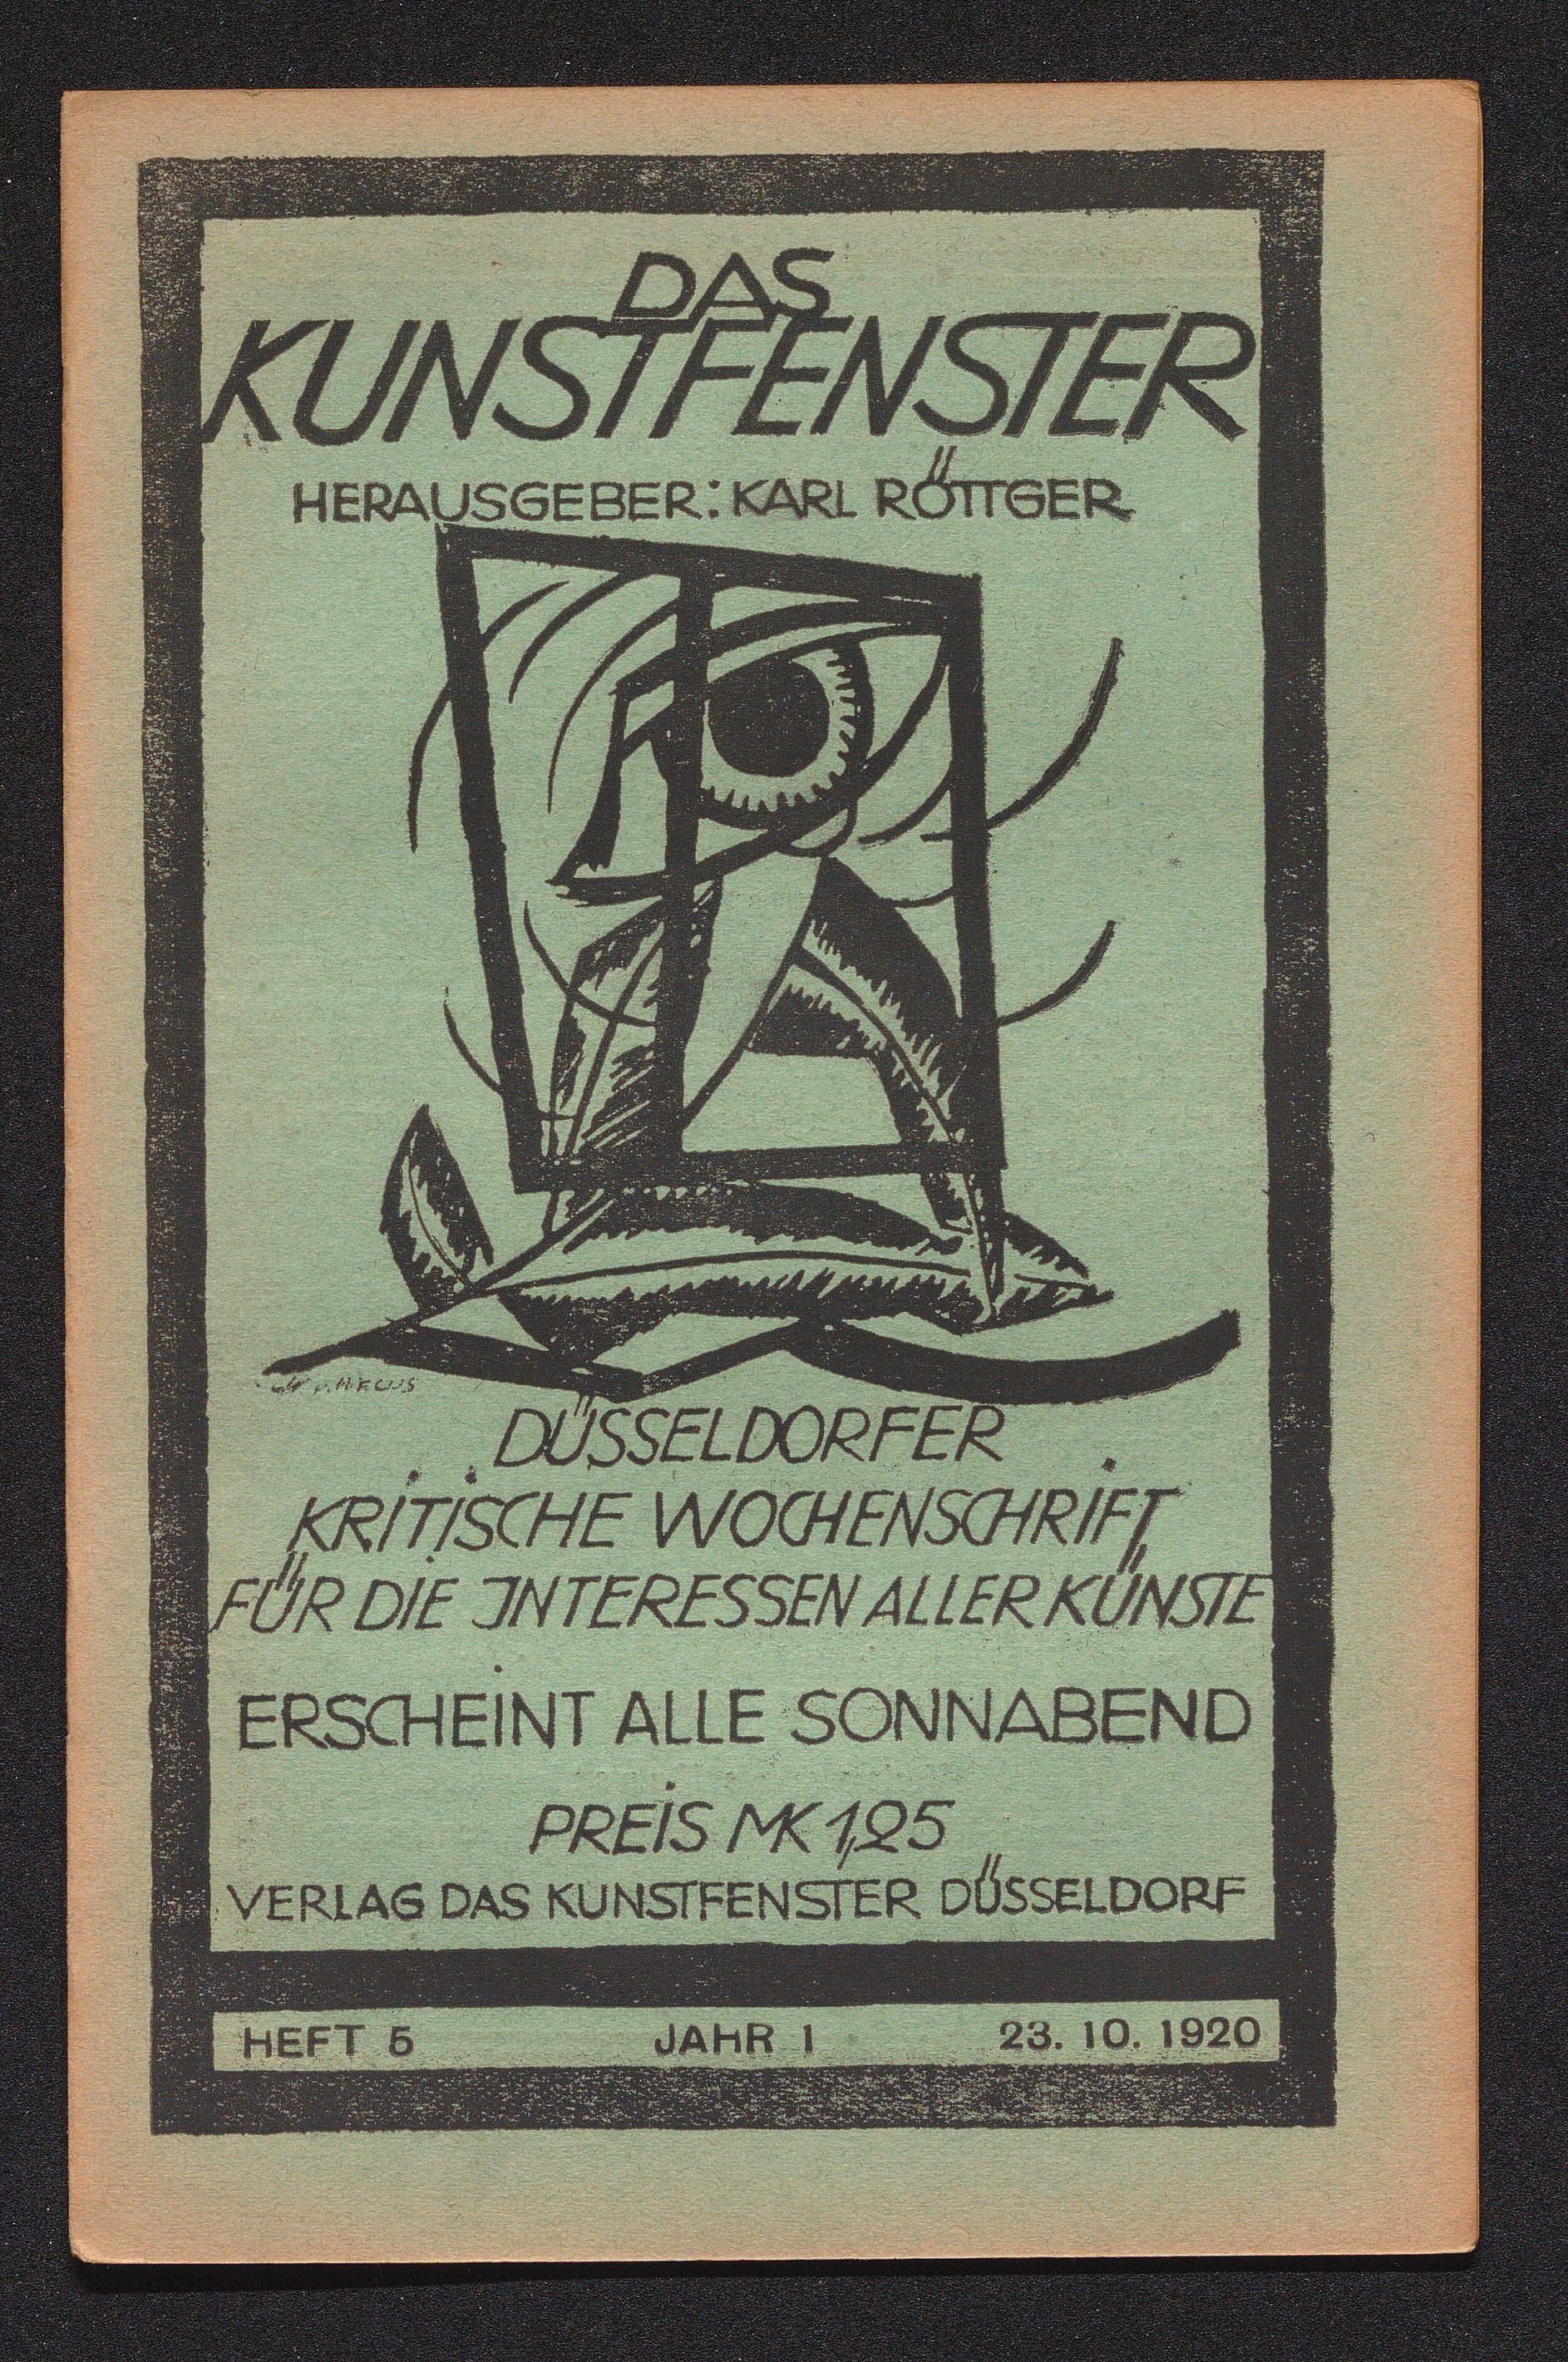 DAS
KUNSTFENSTER
HERAUSGEBER: KARL RÖTTGER
DÜSSELDORFER
KRITISCHE WOCHENSCHRIFT
FÜR DIE INTERESSEN ALLER KÜNSTE
ERSCHEINT ALLE SONNABEND
PREIS MK 1,25
VERLAG DAS KUNSTFENSTER DÜSSELDORF
HEFT 5 JAHR 1 23. 10. 1920